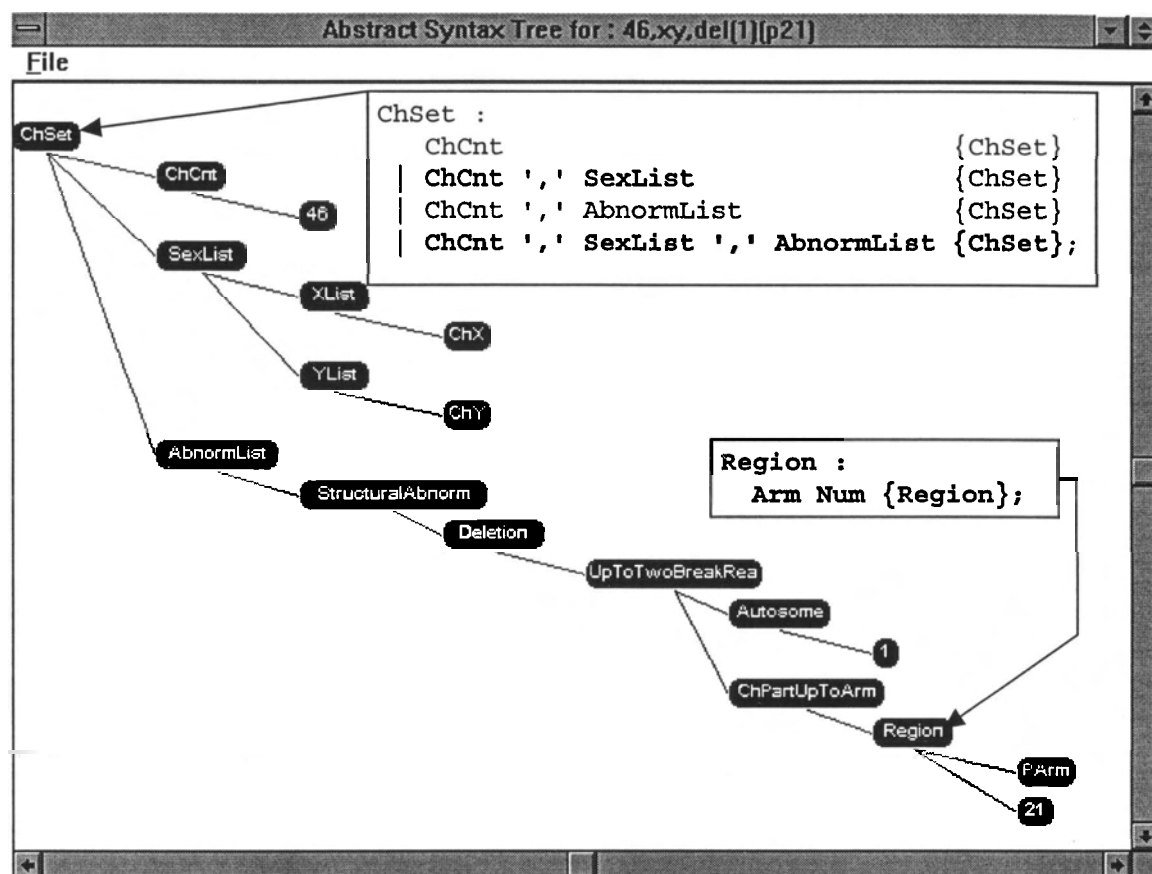 Abstract Syntax Tree for : 46,xy,del(1)(p21)
File
ChSet :
ChCnt {ChSet}
| ChCnt ',' SexList {ChSet}
| ChCnt ',' AbnormList {ChSet}
| ChCnt ',' SexList ',' AbnormList {ChSet};
ChSet
ChCnt
46
SexList
XList
ChX
YList
ChY
AbnormList
StructuralAbnorm
Deletion
Region :
Arm Num {Region};
UpToTwoBreakRea
Autosome
1
ChPartUpToArm
Region
PArm
21